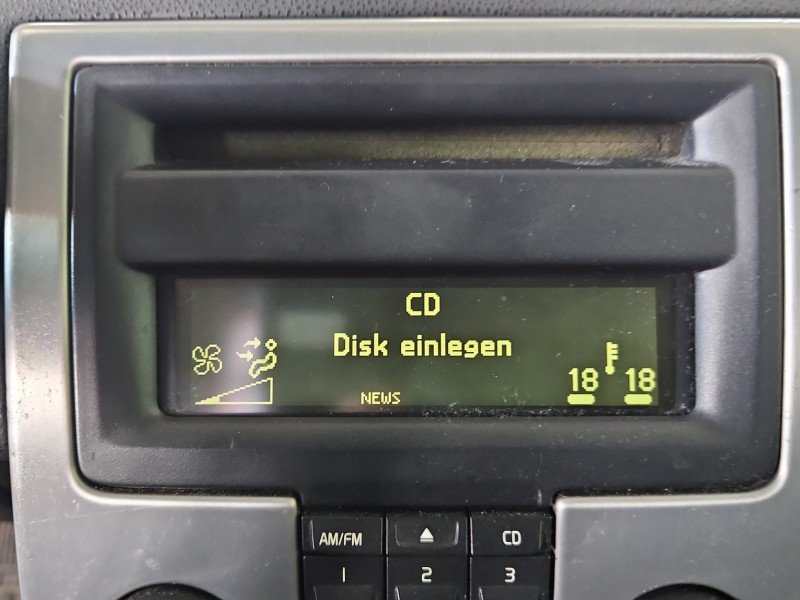 CD
Disk einlegen
18 18
NEWS
AM/FM CD
1 2 3